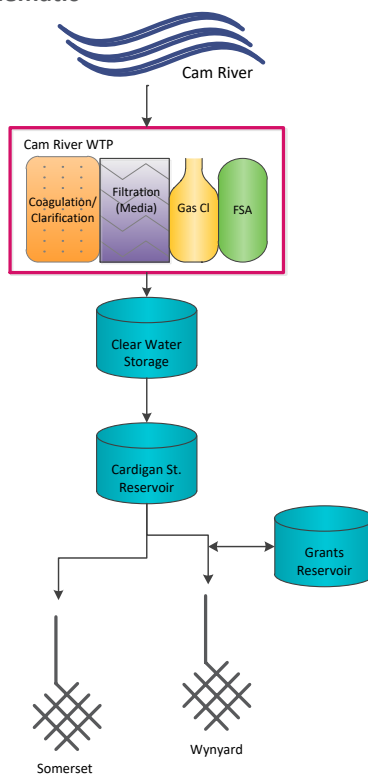 Cam River
Cam River WTP
Coagulation/
Clarification
Filtration
(Media)
Gas Cl
FSA
Clear Water
Storage
Cardigan St.
Reservoir
Grants
Reservoir
Wynyard
Somerset